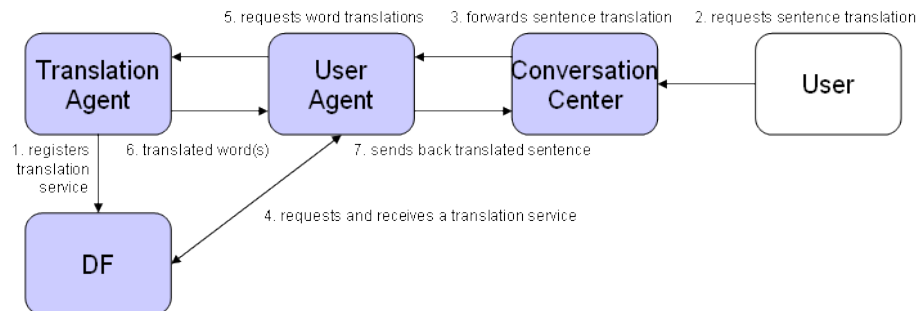 5. requests word translations
3. forwards sentence translation
2. requests sentence translation
Translation
Agent
User
Agent
Conversation
Center
User
1. registers
translation
service
6. translated word(s)
7. sends back translated sentence
4. requests and receives a translation service
DF